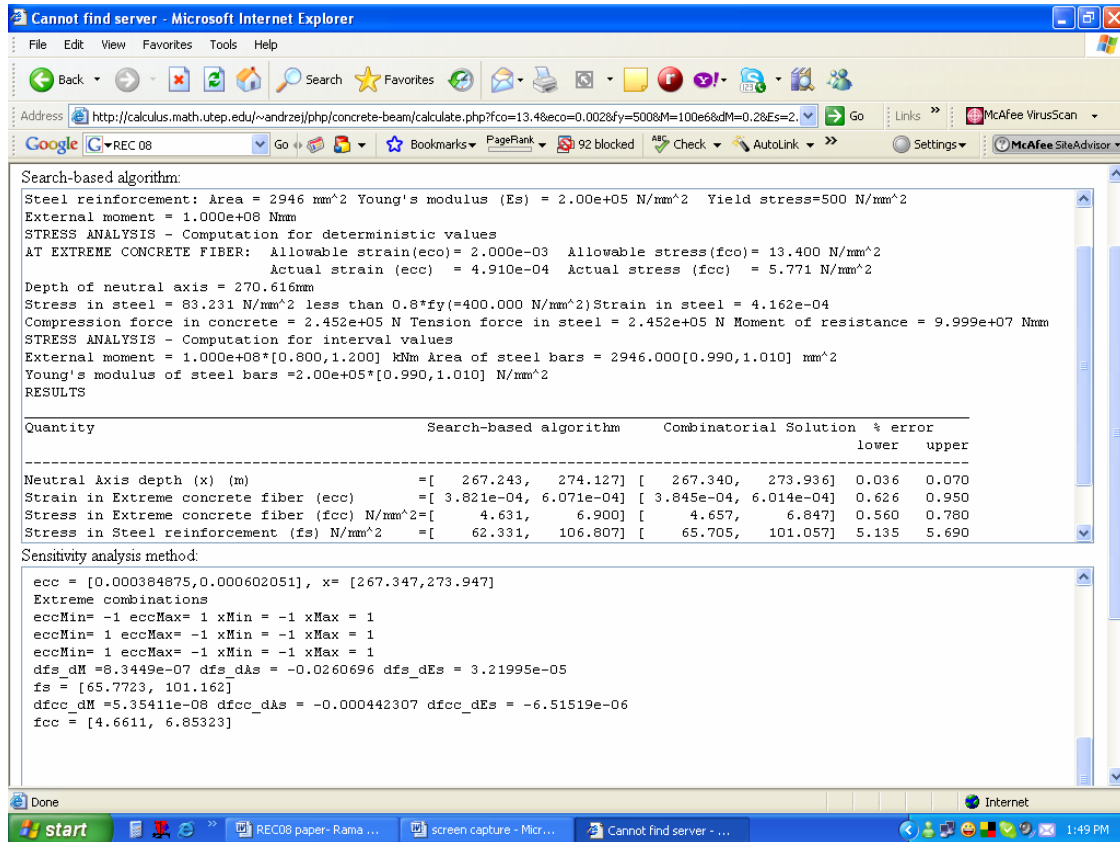 Cannot find server - Microsoft Internet Explorer
File Edit View Favorites Tools Help
Back Search Favorites
Address http://calculus.math.utep.edu/~andrzej/php/concrete-beam/calculate.php?fco=13.4&eco=0.002&fy=500&M=100e6&dM=0.2&Es=2. Go Links » McAfee VirusScan
Google G REC 08 Go Bookmarks PageRank 92 blocked Check AutoLink » Settings McAfee SiteAdvisor
Search-based algorithm:
Steel reinforcement: Area = 2946 mm^2 Young's modulus (Es) = 2.00e+05 N/mm^2 Yield stress=500 N/mm^2
External moment = 1.000e+08 Nmm
STRESS ANALYSIS - Computation for deterministic values
AT EXTREME CONCRETE FIBER: Allowable strain(eco)= 2.000e-03 Allowable stress(fco)= 13.400 N/mm^2
Actual strain (ecc) = 4.910e-04 Actual stress (fcc) = 5.771 N/mm^2
Depth of neutral axis = 270.616mm
Stress in steel = 83.231 N/mm^2 less than 0.8*fy(=400.000 N/mm^2)Strain in steel = 4.162e-04
Compression force in concrete = 2.452e+05 N Tension force in steel = 2.452e+05 N Moment of resistance = 9.999e+07 Nmm
STRESS ANALYSIS - Computation for interval values
External moment = 1.000e+08*[0.800,1.200] kNm Area of steel bars = 2946.000[0.990,1.010] mm^2
Young's modulus of steel bars =2.00e+05*[0.990,1.010] N/mm^2
RESULTS
Quantity Search-based algorithm Combinatorial Solution % error
lower upper
Neutral Axis depth (x) (m) =[ 267.243, 274.127] [ 267.340, 273.936] 0.036 0.070
Strain in Extreme concrete fiber (ecc) =[ 3.821e-04, 6.071e-04] [ 3.845e-04, 6.014e-04] 0.626 0.950
Stress in Extreme concrete fiber (fcc) N/mm^2=[ 4.631, 6.900] [ 4.657, 6.847] 0.560 0.780
Stress in Steel reinforcement (fs) N/mm^2 =[ 62.331, 106.807] [ 65.705, 101.057] 5.135 5.690
Sensitivity analysis method:
ecc = [0.000384875,0.000602051], x= [267.347,273.947]
Extreme combinations
eccMin= -1 eccMax= 1 xMin = -1 xMax = 1
eccMin= 1 eccMax= -1 xMin = -1 xMax = 1
eccMin= 1 eccMax= -1 xMin = -1 xMax = 1
dfs_dM =8.3449e-07 dfs_dAs = -0.0260696 dfs_dEs = 3.21995e-05
fs = [65.7723, 101.162]
dfcc_dM =5.35411e-08 dfcc_dAs = -0.000442307 dfcc_dEs = -6.51519e-06
fcc = [4.6611, 6.85323]
Done Internet
start » REC08 paper- Rama ... screen capture - Micr... Cannot find server - ... 1:49 PM